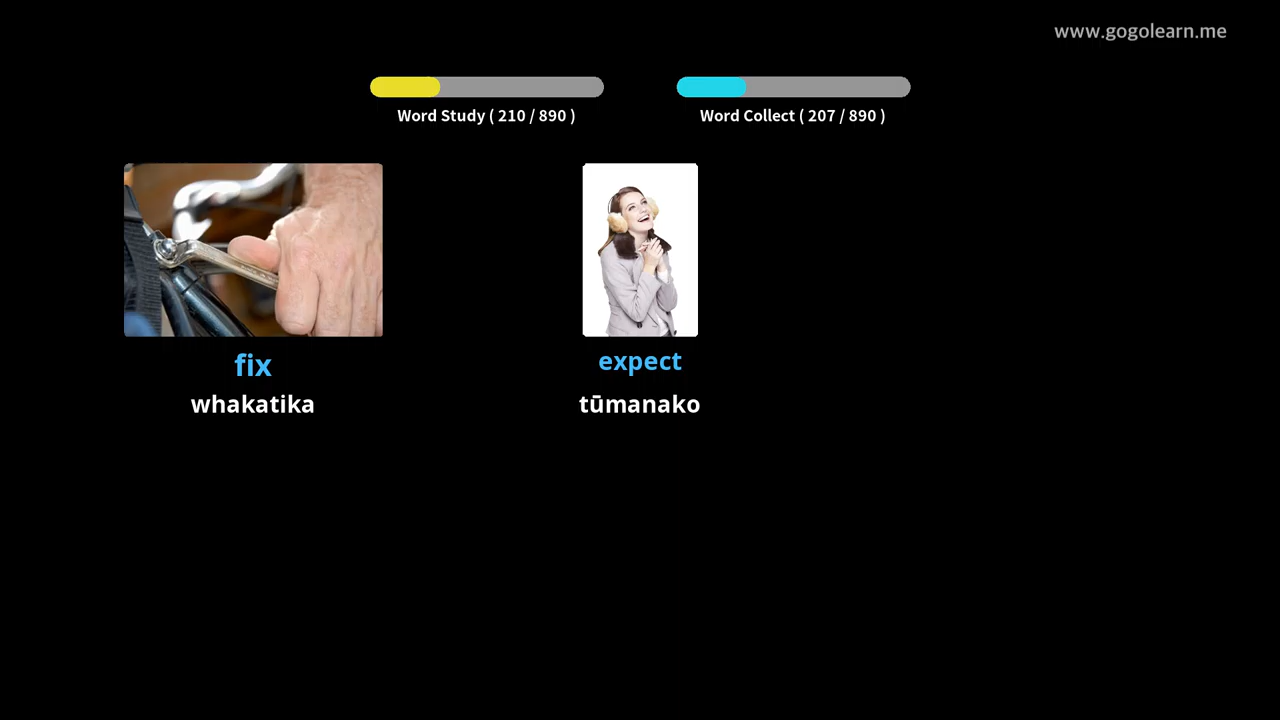 www.gogolearn.me
Word Study ( 210 / 890 )
Word Collect ( 207 / 890 )
fix
whakatika
expect
tūmanako